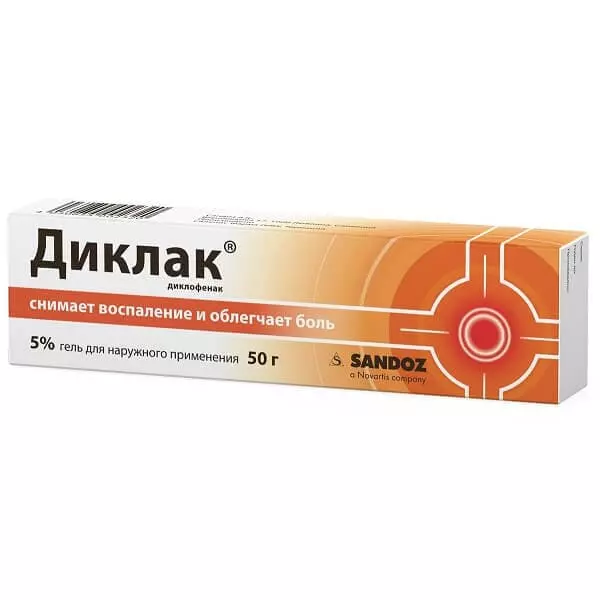 Диклак®
диклофенак
снимает воспаление и облегчает боль
5% гель для наружного применения 50 г
S SANDOZ
a Novartis company